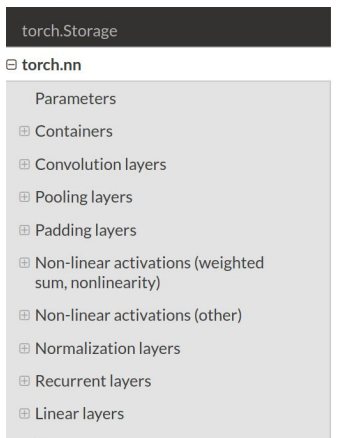 torch.Storage
torch.nn
Parameters
Containers
Convolution layers
Pooling layers
Padding layers
Non-linear activations (weighted
sum, nonlinearity)
Non-linear activations (other)
Normalization layers
Recurrent layers
Linear layers